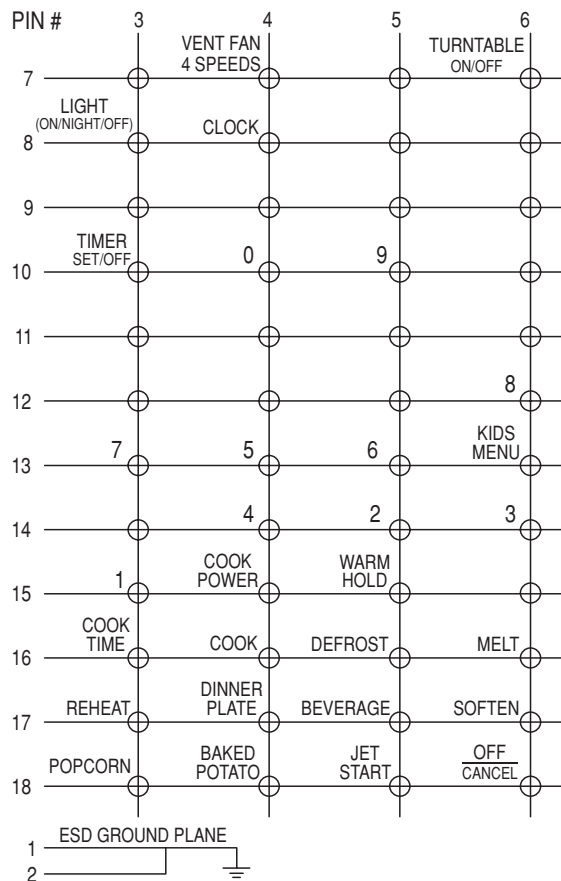 PIN # 3 4 5 6
VENT FAN
4 SPEEDS
TURNTABLE
ON/OFF
7
LIGHT
(ON/NIGHT/OFF)
CLOCK
8
9
TIMER
SET/OFF
0 9
10
11
8
12
7 5 6
KIDS
MENU
13
4 2 3
14
1
COOK
POWER
WARM
HOLD
15
COOK
TIME
COOK DEFROST MELT
16
REHEAT
DINNER
PLATE
BEVERAGE SOFTEN
17
POPCORN
BAKED
POTATO
JET
START
OFF
CANCEL
18
ESD GROUND PLANE
1
2